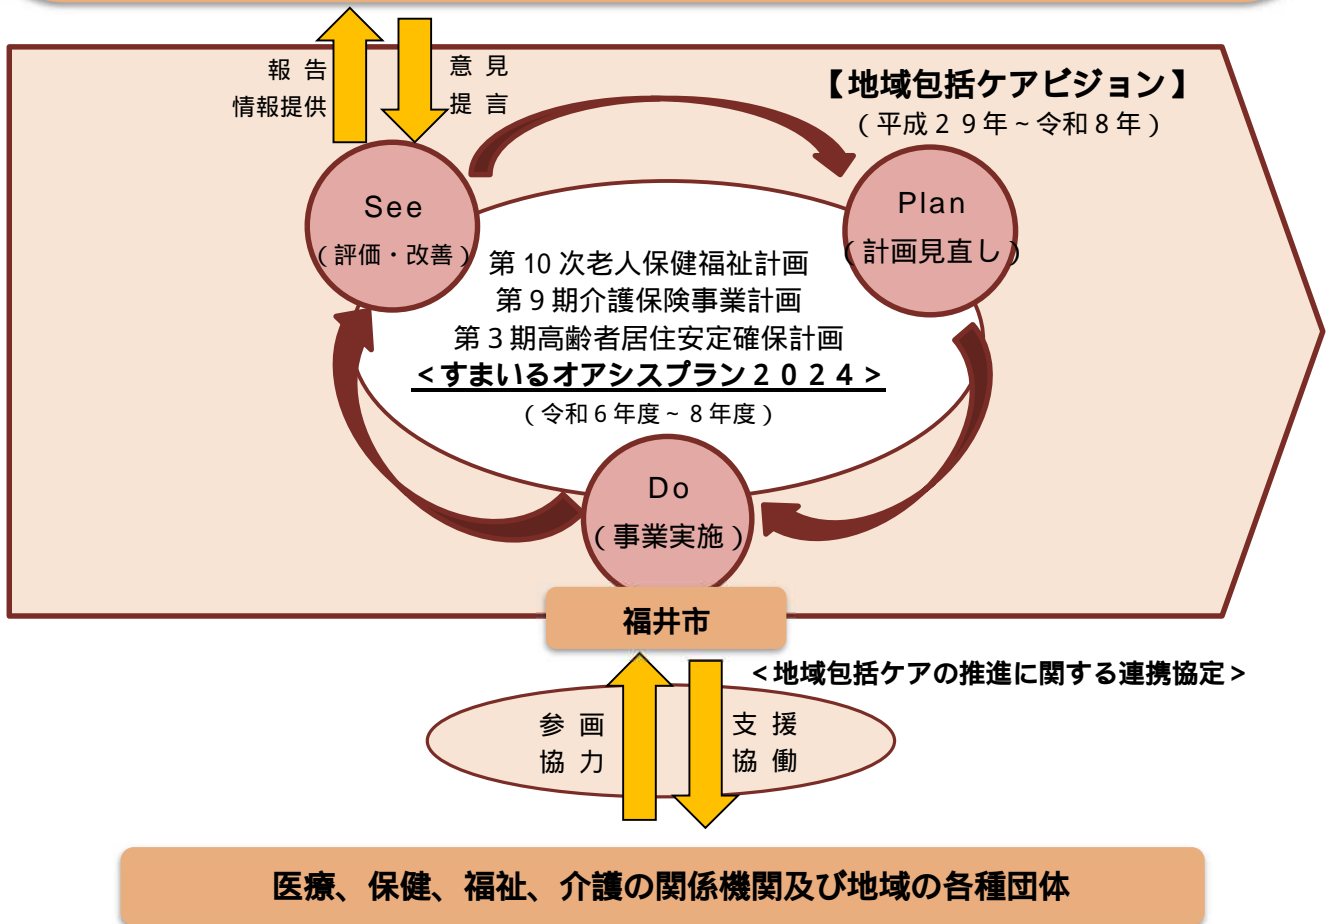 報 告
情報提供
意 見
提 言
【地域包括ケアビジョン】
（平成２９年～令和８年）
See
（評価・改善）
Plan
（計画見直し）
第 10 次老人保健福祉計画
第９期介護保険事業計画
第３期高齢者居住安定確保計画
＜すまいるオアシスプラン２０２４＞
（令和６年度～８年度）
Do
（事業実施）
福井市
＜地域包括ケアの推進に関する連携協定＞
参 画
協 力
支 援
協 働
医療、保健、福祉、介護の関係機関及び地域の各種団体